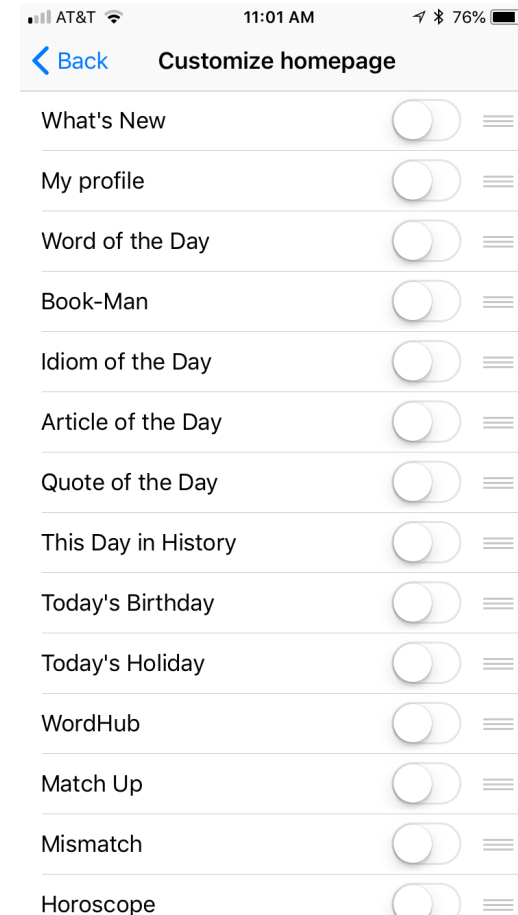 AT&T 11:01 AM 76%
Back Customize homepage
What's New
My profile
Word of the Day
Book-Man
Idiom of the Day
Article of the Day
Quote of the Day
This Day in History
Today's Birthday
Today's Holiday
WordHub
Match Up
Mismatch
Horoscope